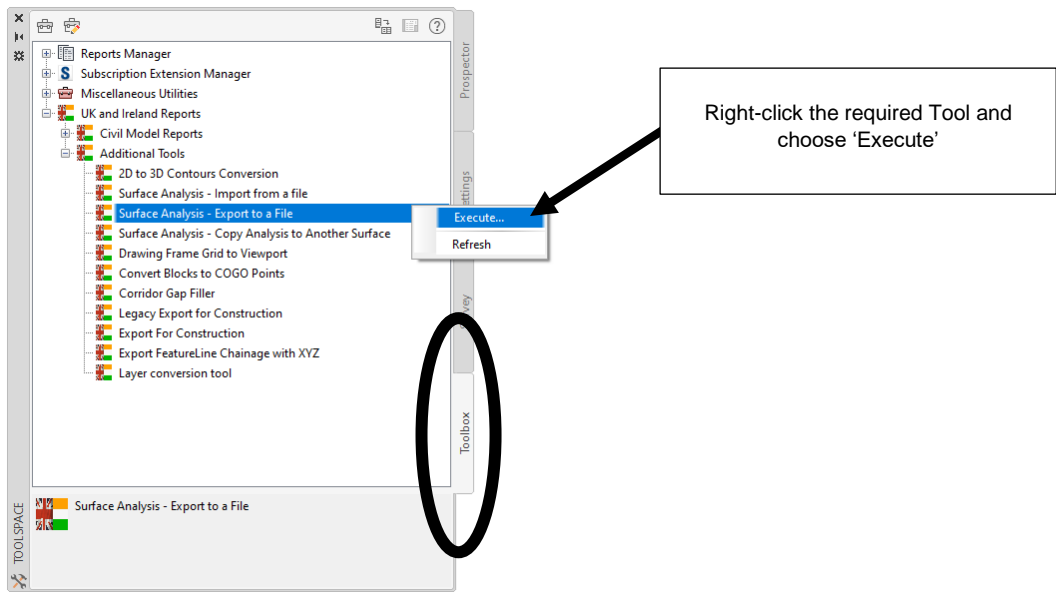 Reports Manager
S Subscription Extension Manager
Miscellaneous Utilities
UK and Ireland Reports
Civil Model Reports
Additional Tools
2D to 3D Contours Conversion
Surface Analysis - Import from a file
Surface Analysis - Export to a File
Surface Analysis - Copy Analysis to Another Surface
Drawing Frame Grid to Viewport
Convert Blocks to COGO Points
Corridor Gap Filler
Legacy Export for Construction
Export For Construction
Export FeatureLine Chainage with XYZ
Layer conversion tool
Execute...
Refresh
Prospector
Toolbox
Right-click the required Tool and
choose ‘Execute’
Surface Analysis - Export to a File
TOOLSPACE